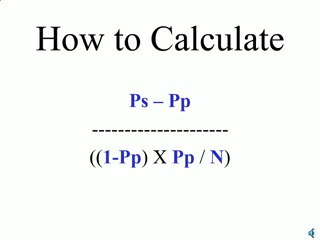 How to Calculate
Ps – Pp
---------------------
((1-Pp) X Pp / N)